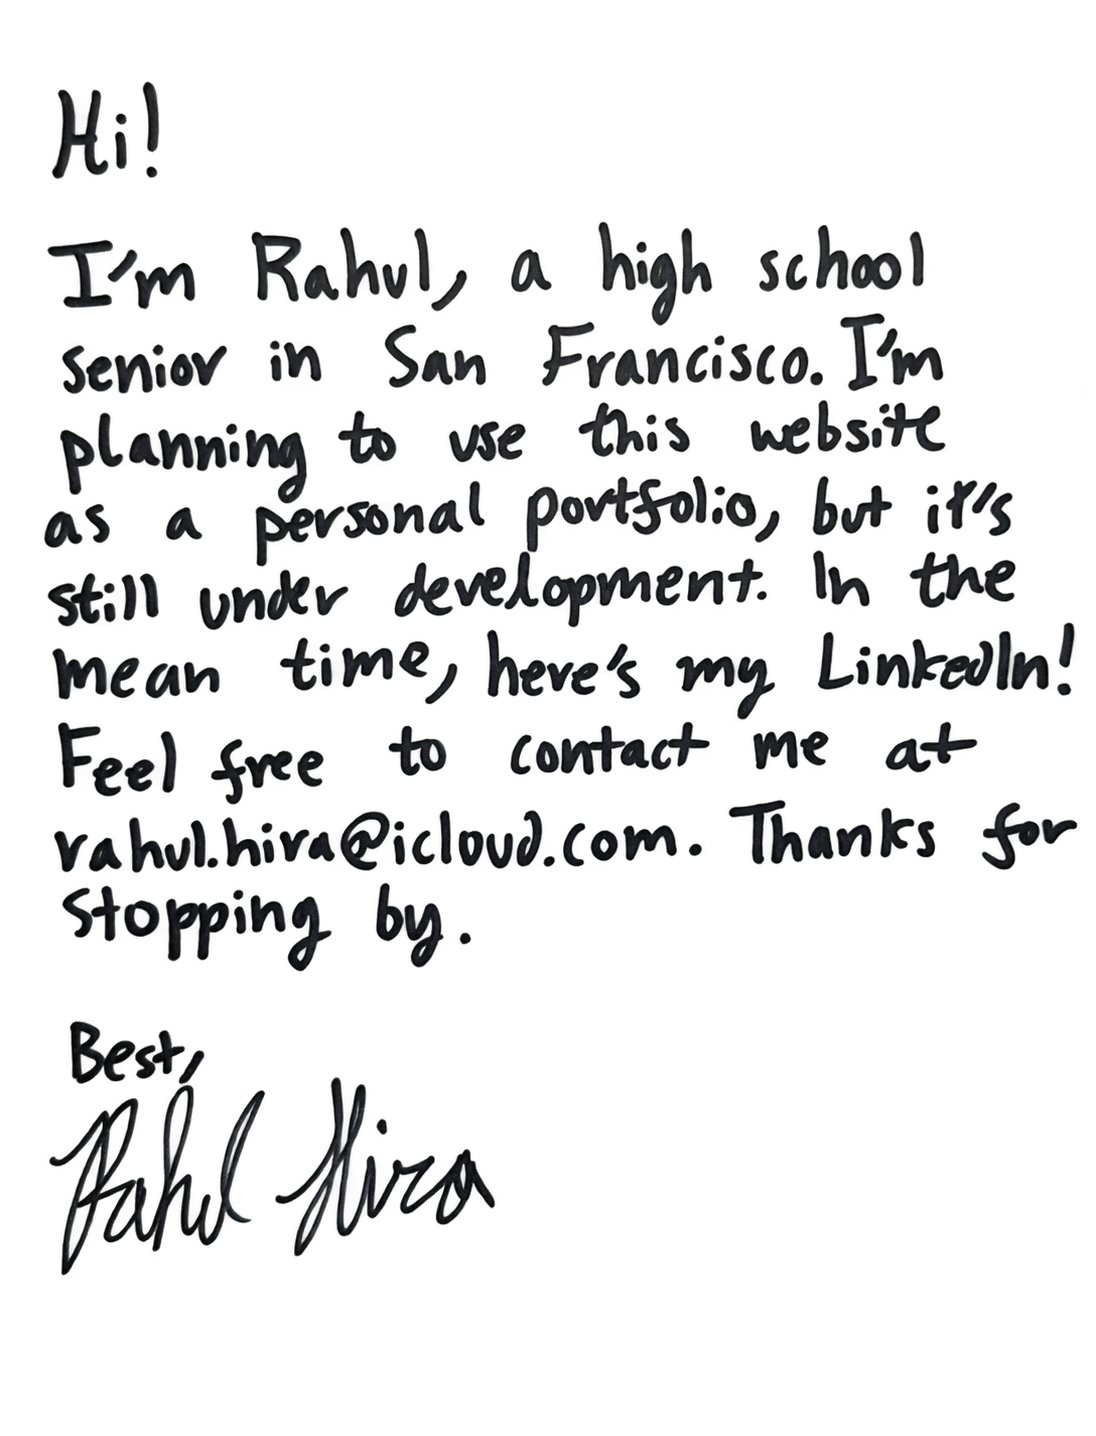 Hi!
I'm Rahul, a high school
senior in San Francisco. I'm
planning to use this website
as a personal portfolio, but it's
still under development. In the
mean time, here's my LinkedIn!
Feel free to contact me at
rahul.hira@icloud.com. Thanks for
stopping by.
Best,
Rahul Hira